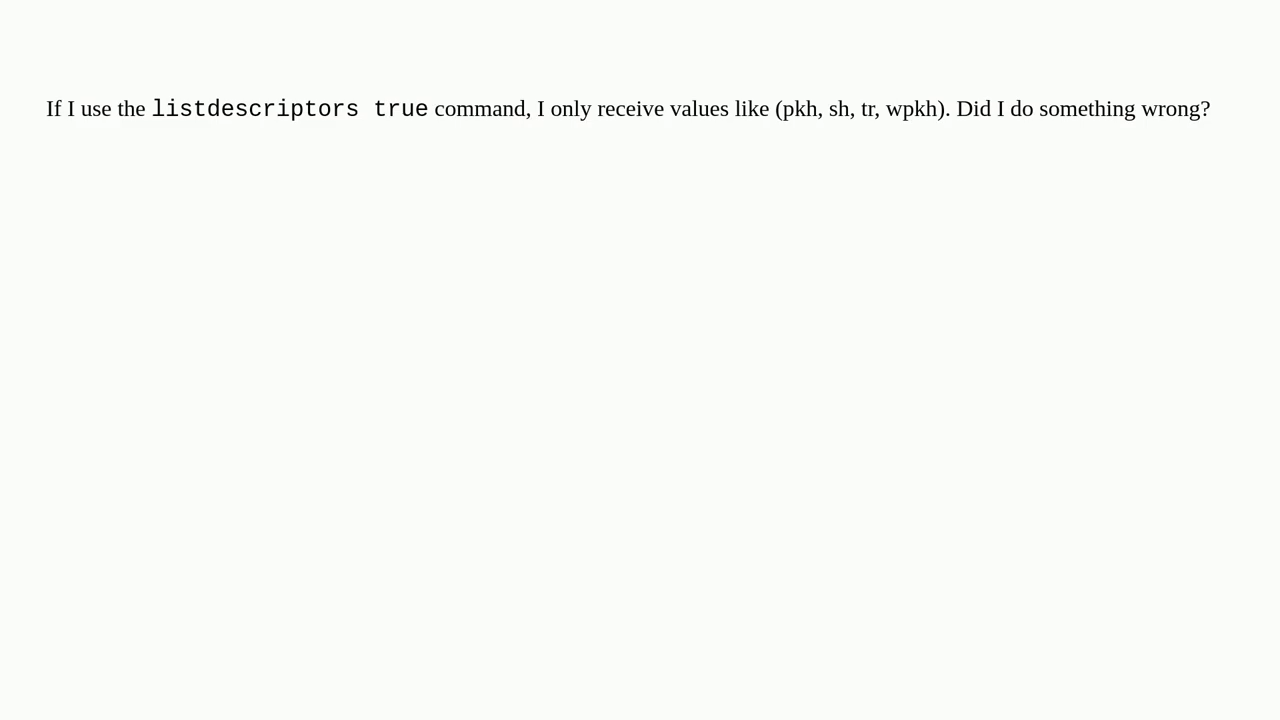 If I use the listdescriptors true command, I only receive values like (pkh, sh, tr, wpkh). Did I do something wrong?